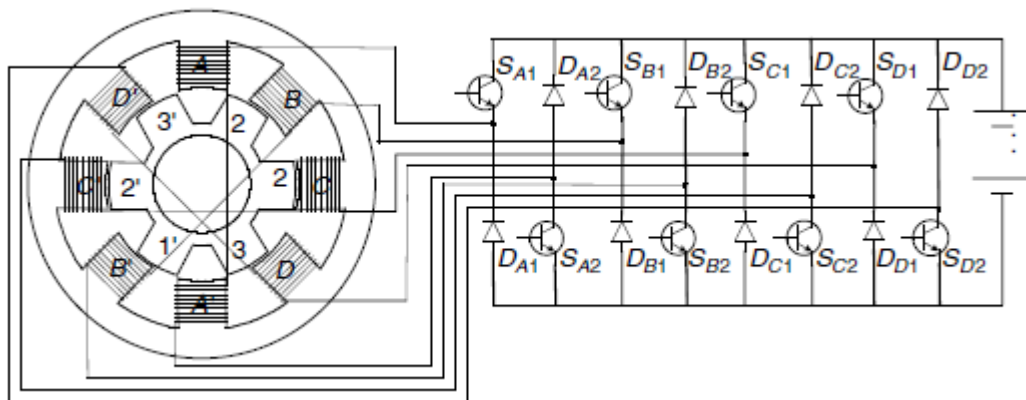 A
B
C
D
A'
B'
C'
D'
3'
2
2
3
1'
2'
S_A1 D_A2 S_B1 D_B2 S_C1 D_C2 S_D1 D_D2
D_A1 S_A2 D_B1 S_B2 D_C1 S_C2 D_D1 S_D2